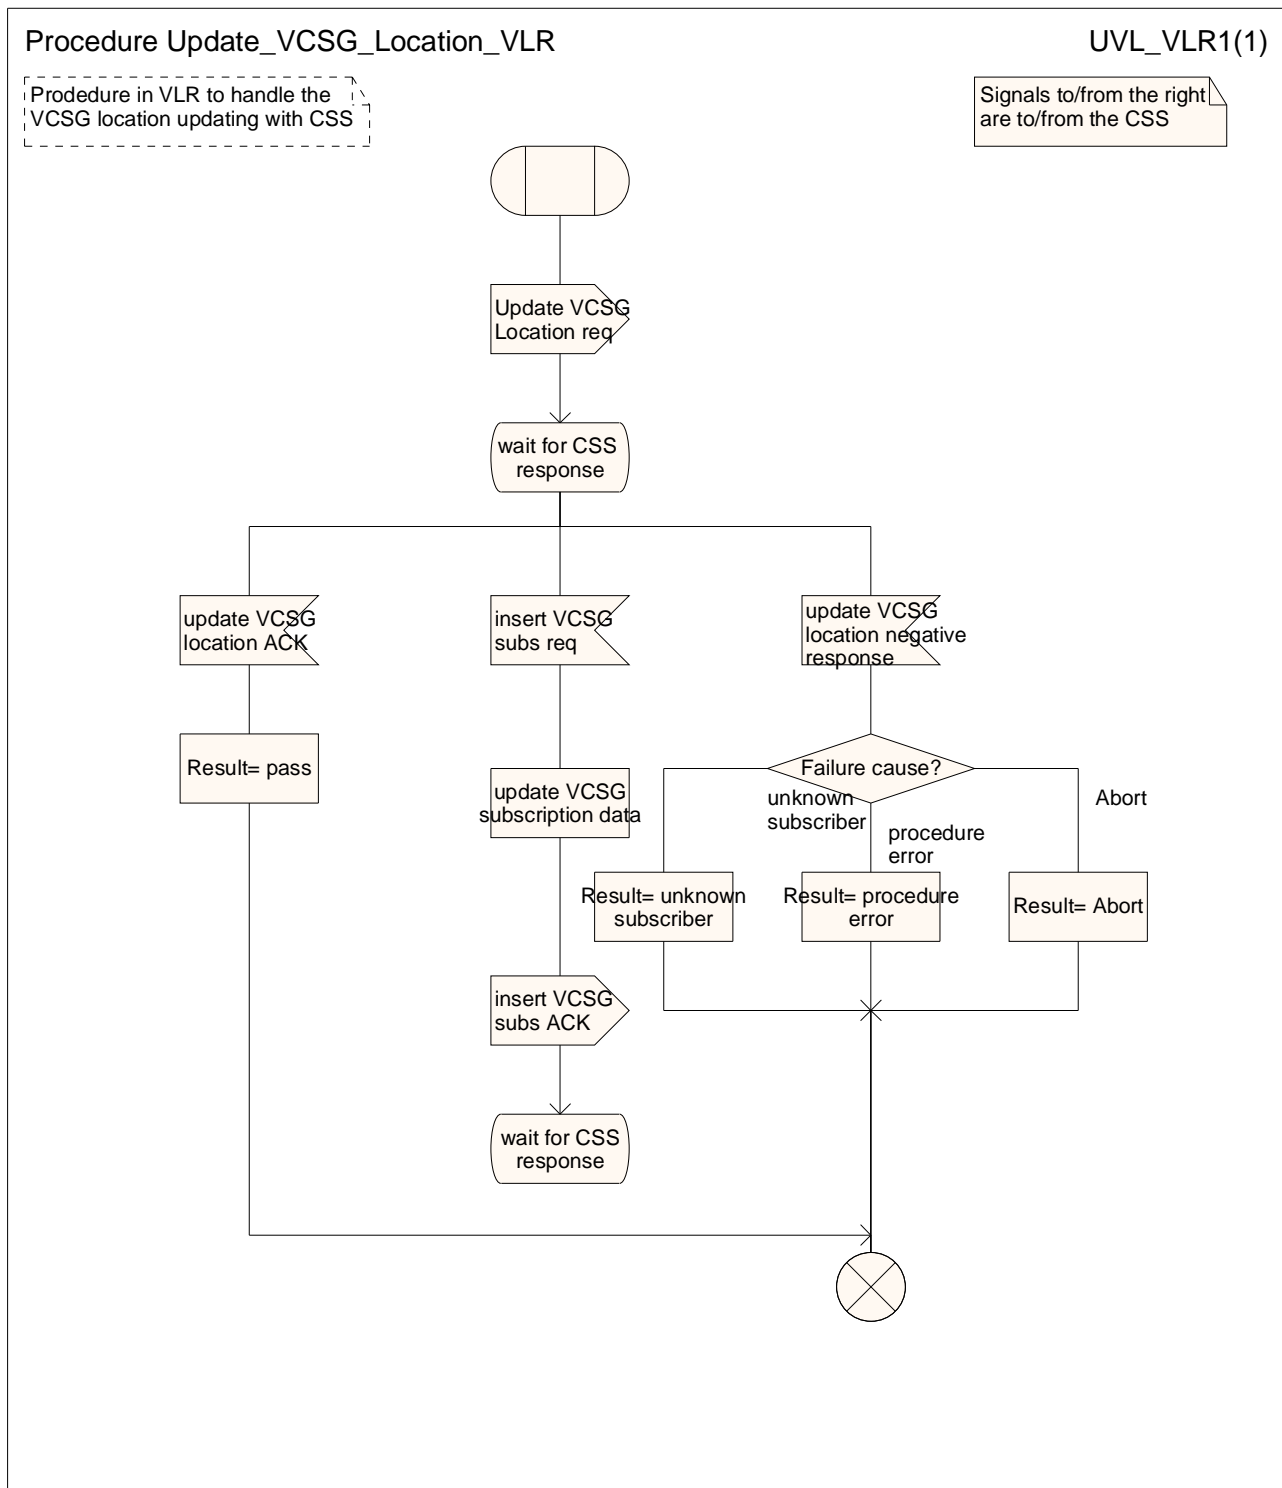 Procedure Update_VCSG_Location_VLR
UVL_VLR1(1)
Prodedure in VLR to handle the
VCSG location updating with CSS
Signals to/from the right
are to/from the CSS
Update VCSG
Location req
wait for CSS
response
update VCSG
location ACK
insert VCSG
subs req
update VCSG
location negative
response
Result= pass
update VCSG
subscription data
Failure cause?
unknown
subscriber
procedure
error
Abort
Result= unknown
subscriber
Result= procedure
error
Result= Abort
insert VCSG
subs ACK
wait for CSS
response